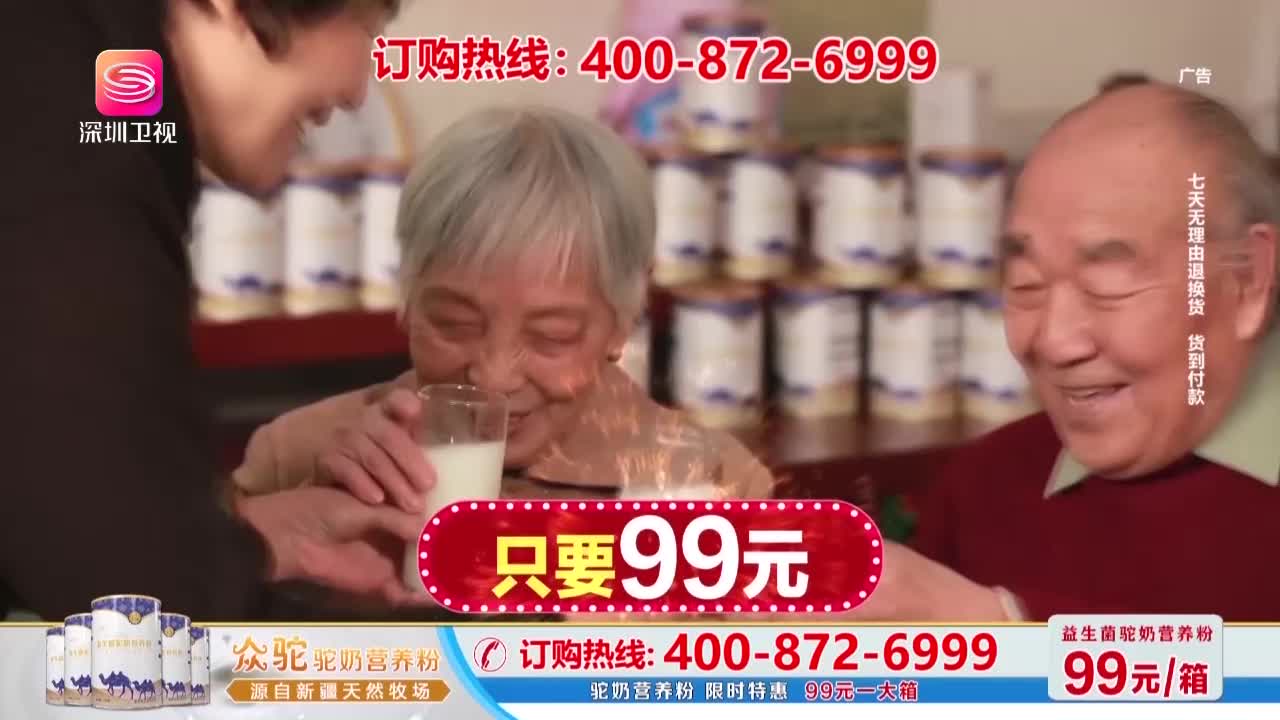 订购热线：400-872-6999
广告
深圳卫视
七天无理由退换货 货到付款
只要99元
众驼 驼奶营养粉
源自新疆天然牧场
订购热线:400-872-6999
驼奶营养粉 限时特惠 99元一大箱
益生菌驼奶营养粉
99元/箱